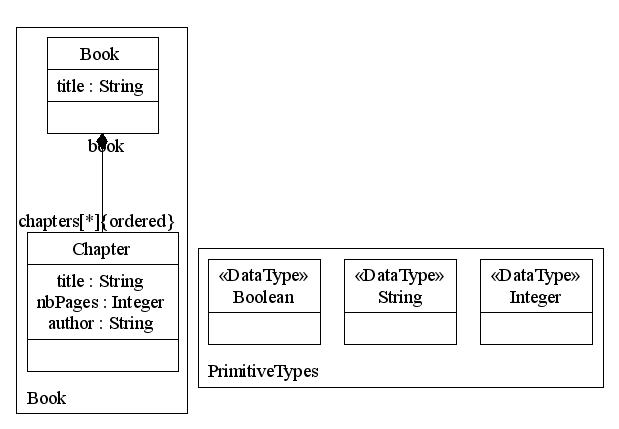 Book
title : String
book
chapters[*]{ordered}
Chapter
title : String
nbPages : Integer
author : String
Book
«DataType»
Boolean
«DataType»
String
«DataType»
Integer
PrimitiveTypes